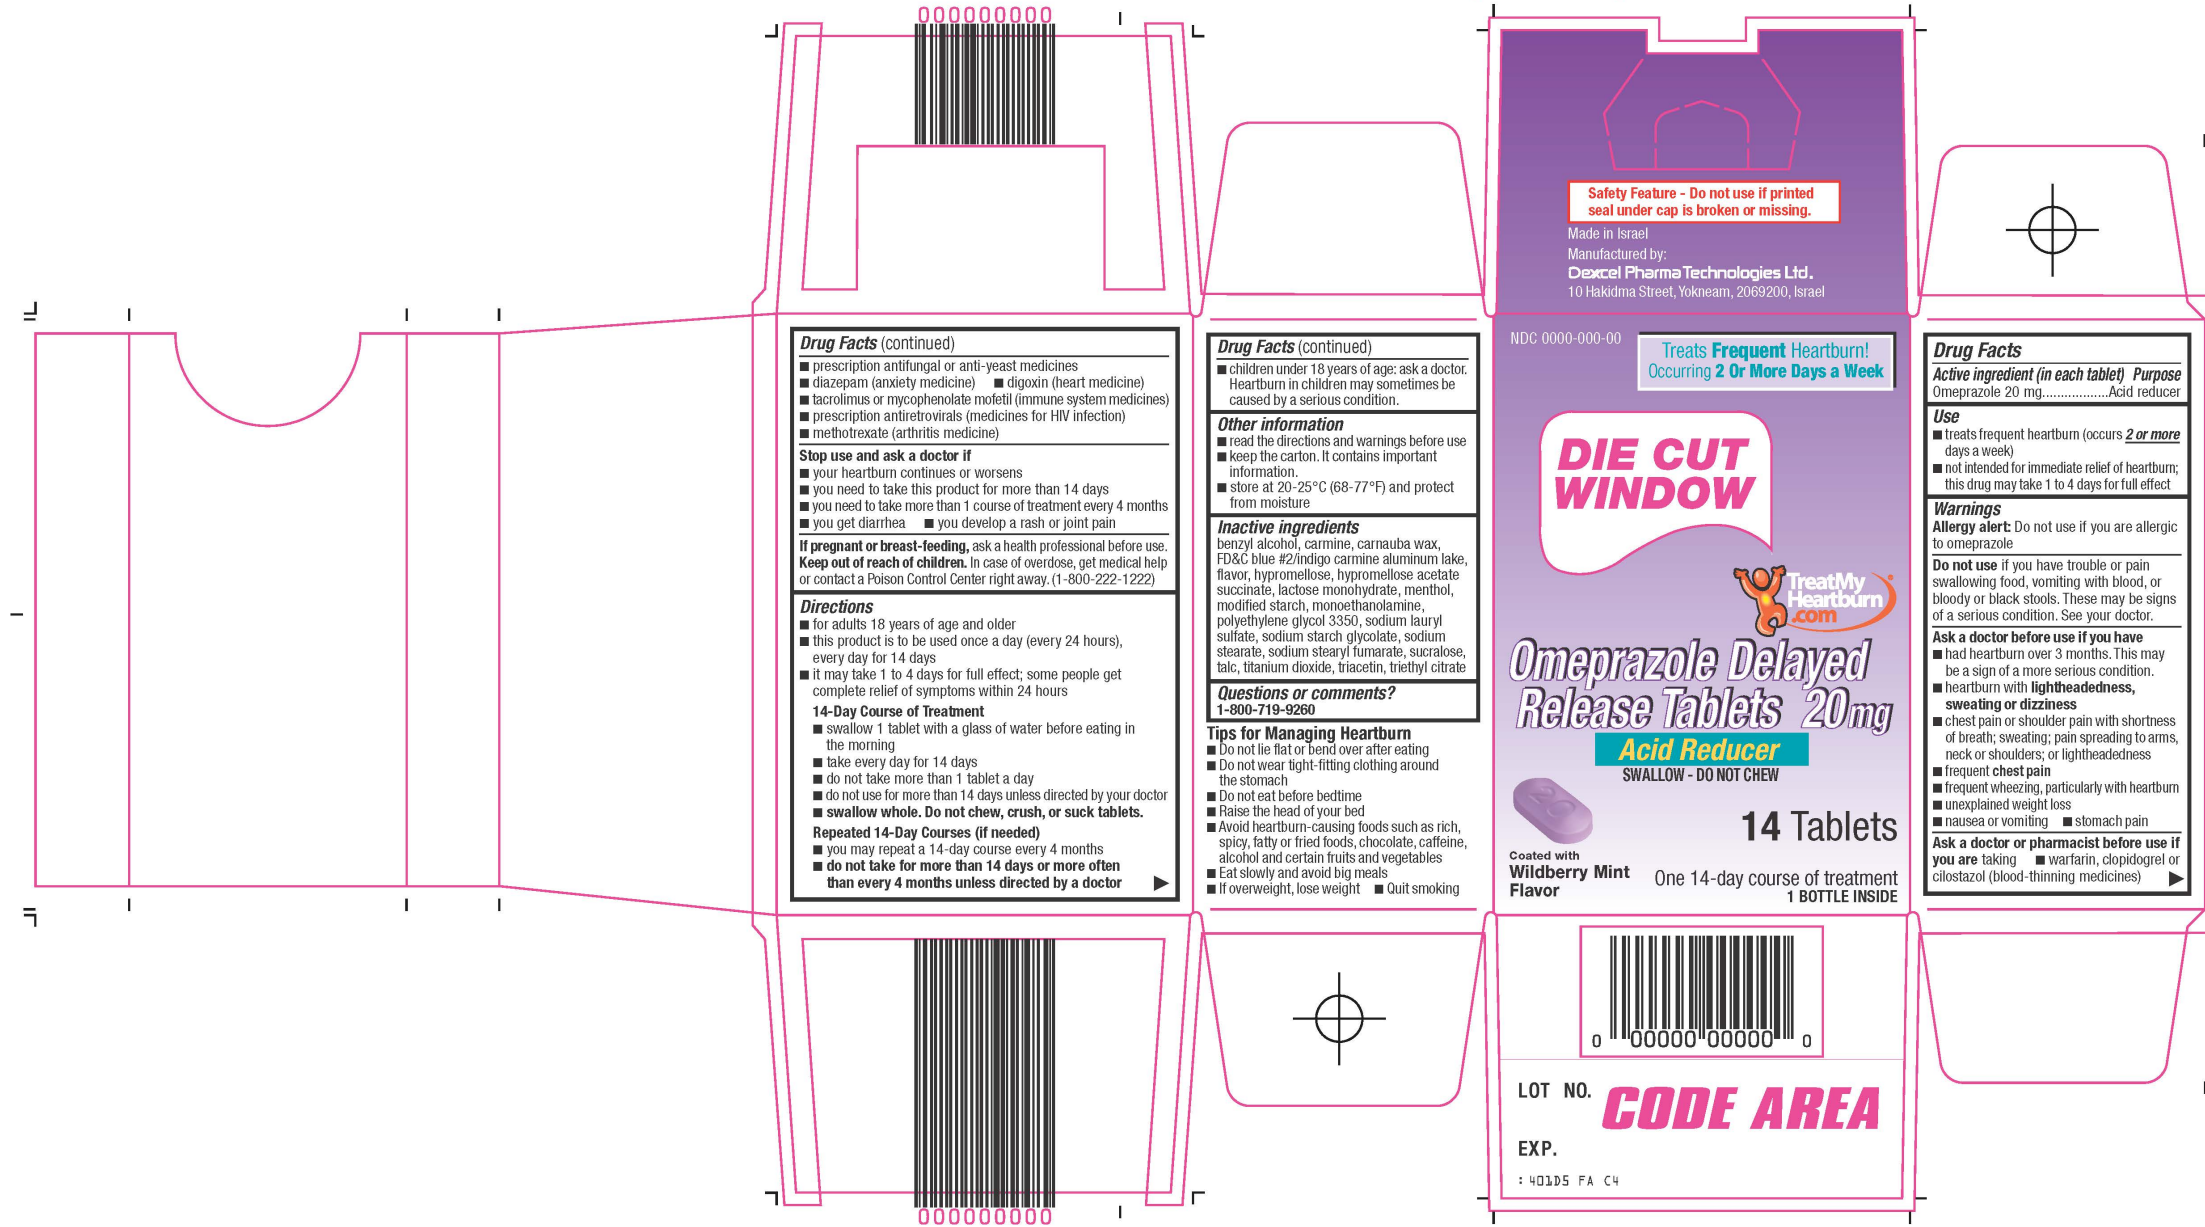 0000000000
Safety Feature - Do not use if printed
seal under cap is broken or missing.
Made in Israel
Manufactured by:
Dexcel Pharma Technologies Ltd.
10 Hakidma Street, Yokneam, 2069200, Israel
Drug Facts (continued)
■ prescription antifungal or anti-yeast medicines
■ diazepam (anxiety medicine) ■ digoxin (heart medicine)
■ tacrolimus or mycophenolate mofetil (immune system medicines)
■ prescription antiretrovirals (medicines for HIV infection)
■ methotrexate (arthritis medicine)
Stop use and ask a doctor if
■ your heartburn continues or worsens
■ you need to take this product for more than 14 days
■ you need to take more than 1 course of treatment every 4 months
■ you get diarrhea ■ you develop a rash or joint pain
If pregnant or breast-feeding, ask a health professional before use.
Keep out of reach of children. In case of overdose, get medical help
or contact a Poison Control Center right away. (1-800-222-1222)
Directions
■ for adults 18 years of age and older
■ this product is to be used once a day (every 24 hours),
every day for 14 days
■ it may take 1 to 4 days for full effect; some people get
complete relief of symptoms within 24 hours
14-Day Course of Treatment
■ swallow 1 tablet with a glass of water before eating in
the morning
■ take every day for 14 days
■ do not take more than 1 tablet a day
■ do not use for more than 14 days unless directed by your doctor
■ swallow whole. Do not chew, crush, or suck tablets.
Repeated 14-Day Courses (if needed)
■ you may repeat a 14-day course every 4 months
■ do not take for more than 14 days or more often
than every 4 months unless directed by a doctor
0000000000
Drug Facts (continued)
■ children under 18 years of age: ask a doctor.
Heartburn in children may sometimes be
caused by a serious condition.
Other information
■ read the directions and warnings before use
■ keep the carton. It contains important
information.
■ store at 20-25°C (68-77°F) and protect
from moisture
Inactive ingredients
benzyl alcohol, carmine, carnauba wax,
FD&C blue #2/indigo carmine aluminum lake,
flavor, hypromellose, hypromellose acetate
succinate, lactose monohydrate, menthol,
modified starch, monoethanolamine,
polyethylene glycol 3350, sodium lauryl
sulfate, sodium starch glycolate, sodium
stearate, sodium stearyl fumarate, sucralose,
talc, titanium dioxide, triacetin, triethyl citrate
Questions or comments?
1-800-719-9260
Tips for Managing Heartburn
■ Do not lie flat or bend over after eating
■ Do not wear tight-fitting clothing around
the stomach
■ Do not eat before bedtime
■ Raise the head of your bed
■ Avoid heartburn-causing foods such as rich,
spicy, fatty or fried foods, chocolate, caffeine,
alcohol and certain fruits and vegetables
■ Eat slowly and avoid big meals
■ If overweight, lose weight ■ Quit smoking
NDC 0000-000-00
Treats Frequent Heartburn!
Occurring 2 Or More Days a Week
DIE CUT
WINDOW
TreatMy
Heartburn
.com
Omeprazole Delayed
Release Tablets 20mg
Acid Reducer
SWALLOW - DO NOT CHEW
20
14 Tablets
Coated with
Wildberry Mint
Flavor
One 14-day course of treatment
1 BOTTLE INSIDE
0 00000 00000 0
LOT NO.
CODE AREA
EXP.
: 401D5 FA C4
Drug Facts
Active ingredient (in each tablet) Purpose
Omeprazole 20 mg..................Acid reducer
Use
■ treats frequent heartburn (occurs 2 or more
days a week)
■ not intended for immediate relief of heartburn;
this drug may take 1 to 4 days for full effect
Warnings
Allergy alert: Do not use if you are allergic
to omeprazole
Do not use if you have trouble or pain
swallowing food, vomiting with blood, or
bloody or black stools. These may be signs
of a serious condition. See your doctor.
Ask a doctor before use if you have
■ had heartburn over 3 months. This may
be a sign of a more serious condition.
■ heartburn with lightheadedness,
sweating or dizziness
■ chest pain or shoulder pain with shortness
of breath; sweating; pain spreading to arms,
neck or shoulders; or lightheadedness
■ frequent chest pain
■ frequent wheezing, particularly with heartburn
■ unexplained weight loss
■ nausea or vomiting ■ stomach pain
Ask a doctor or pharmacist before use if
you are taking ■ warfarin, clopidogrel or
cilostazol (blood-thinning medicines)